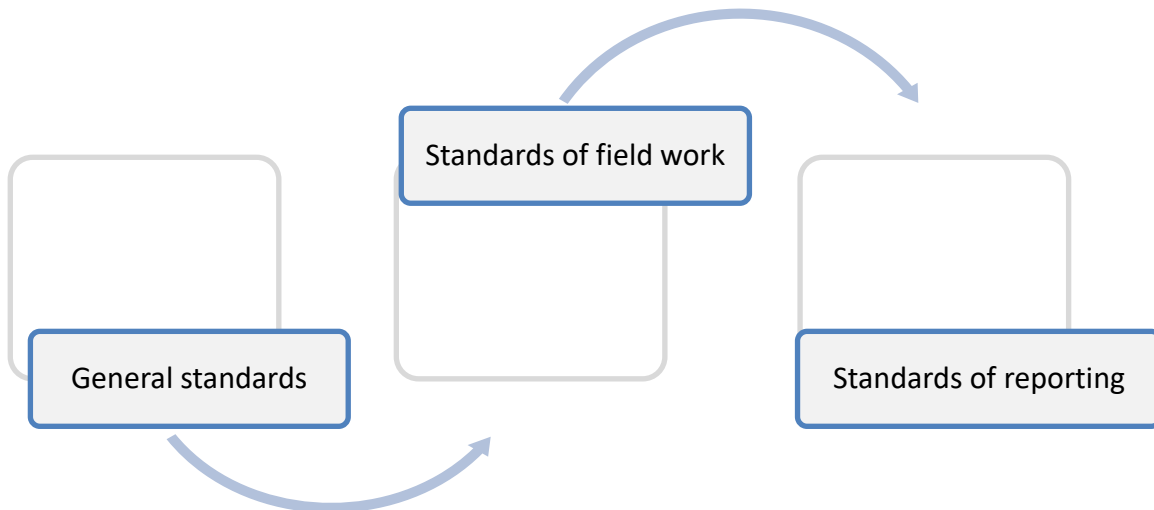 General standards
Standards of field work
Standards of reporting